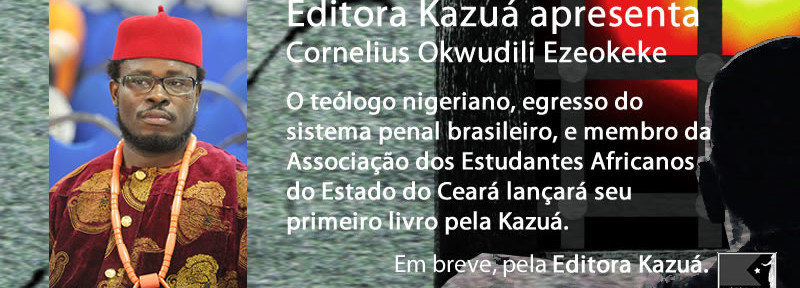 Editora Kazuá apresenta
Cornelius Okwudili Ezeokeke
O teólogo nigeriano, egresso do
sistema penal brasileiro, e membro da
Associação dos Estudantes Africanos
do Estado do Ceará lançará seu
primeiro livro pela Kazuá.
Em breve, pela Editora Kazuá.